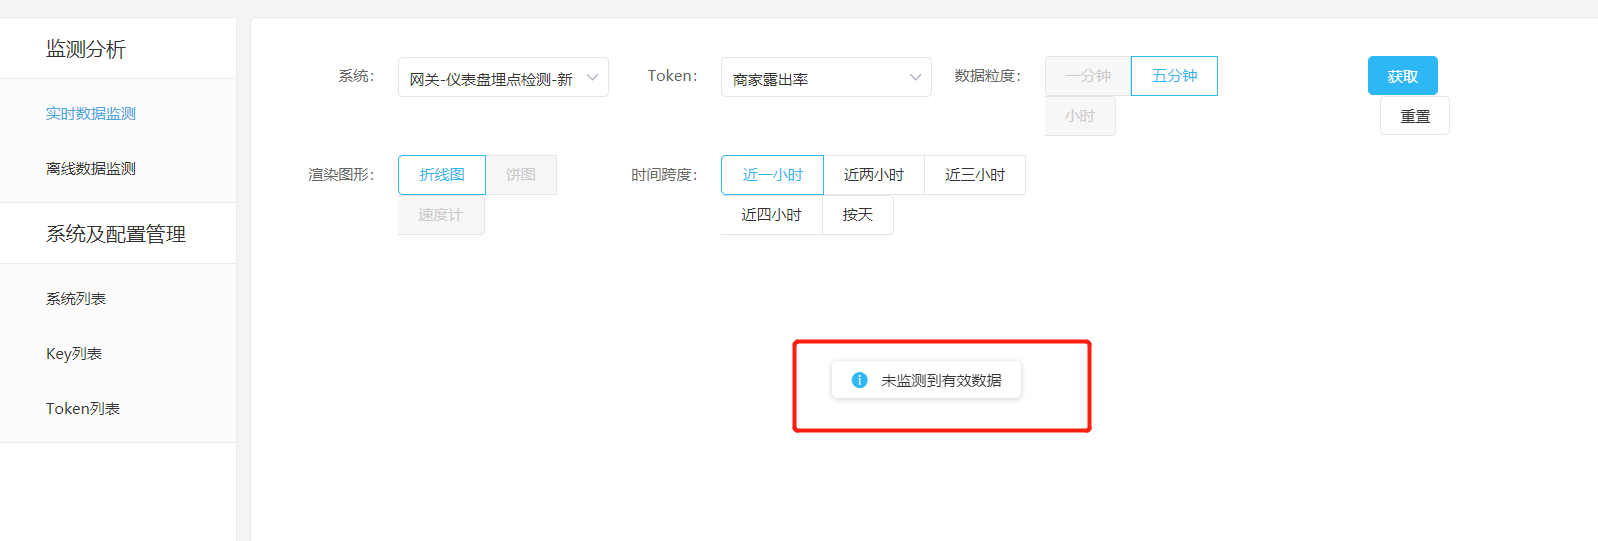 监测分析
实时数据监测
离线数据监测
系统及配置管理
系统列表
Key列表
Token列表
系统: 网关-仪表盘埋点检测-新 Token: 商家露出率 数据粒度: 一分钟 五分钟 获取
小时 重置
渲染图形: 折线图 饼图 时间跨度: 近一小时 近两小时 近三小时
速度计 近四小时 按天
未监测到有效数据